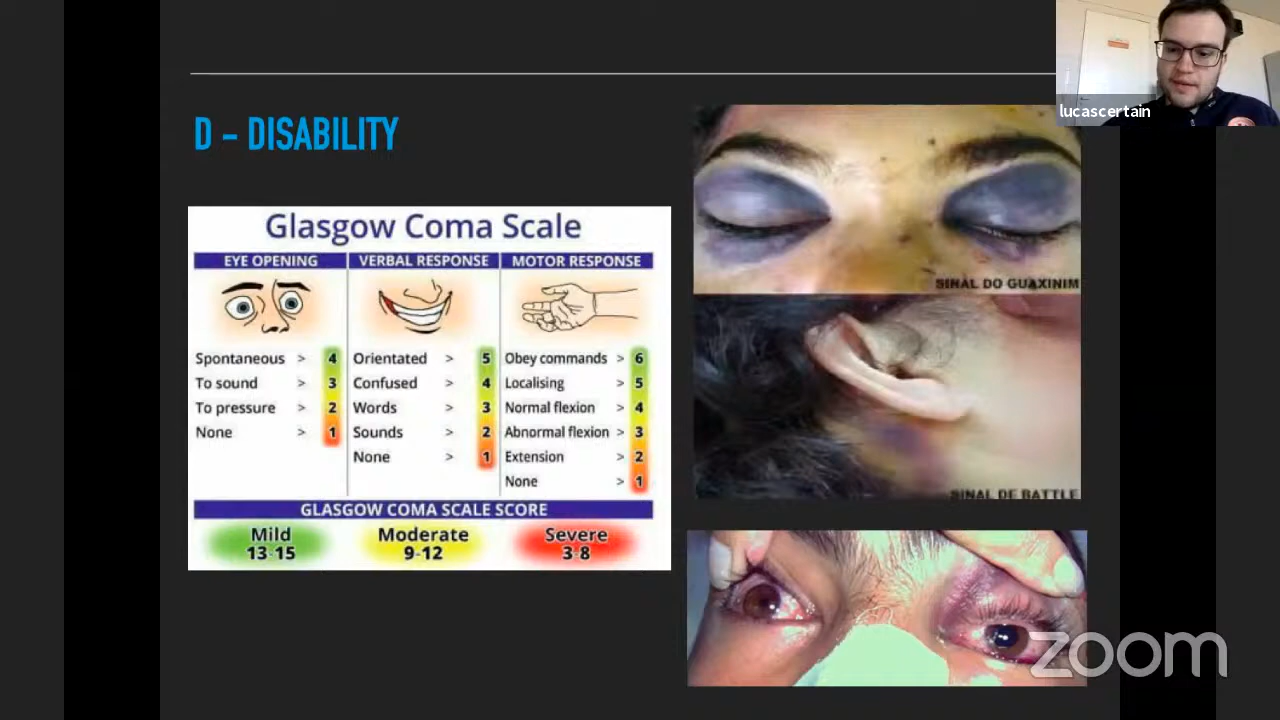 lucascertain
D - DISABILITY
Glasgow Coma Scale
EYE OPENING
Spontaneous > 4
To sound > 3
To pressure > 2
None > 1
VERBAL RESPONSE
Orientated > 5
Confused > 4
Words > 3
Sounds > 2
None > 1
MOTOR RESPONSE
Obey commands > 6
Localising > 5
Normal flexion > 4
Abnormal flexion > 3
Extension > 2
None > 1
GLASGOW COMA SCALE SCORE
Mild
13-15
Moderate
9-12
Severe
3-8
SINAL DO GUAXINIM
SINAL DE BATTLE
zoom